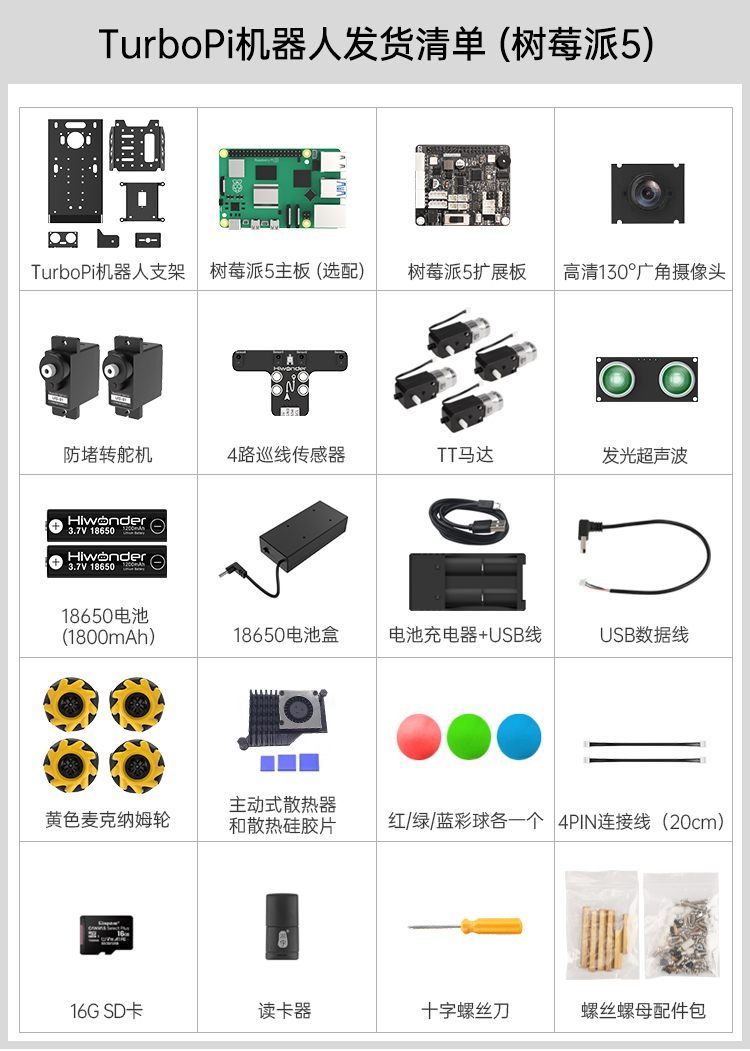 TurboPi机器人发货清单 (树莓派5)
TurboPi机器人支架
树莓派5主板 (选配)
树莓派5扩展板
高清130°广角摄像头
防堵转舵机
Hiwonder
4路巡线传感器
TT马达
发光超声波
Hiwonder
3.7V 18650
1200mAh
Lithium Battery
Hiwonder
3.7V 18650
1200mAh
Lithium Battery
18650电池
(1800mAh)
18650电池盒
电池充电器+USB线
USB数据线
黄色麦克纳姆轮
主动式散热器
和散热硅胶片
红/绿/蓝彩球各一个
4PIN连接线（20cm）
Kingston
CANVAS Select Plus
16GB
16G SD卡
读卡器
十字螺丝刀
螺丝螺母配件包